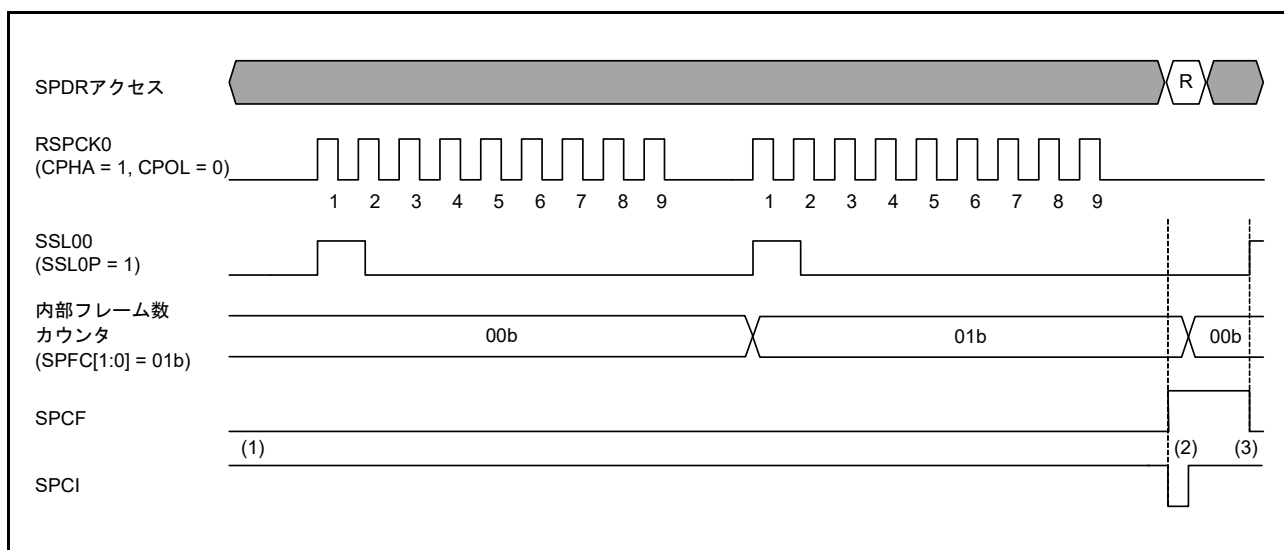 SPDRアクセス
R
RSPCK0
(CPHA = 1, CPOL = 0)
1 2 3 4 5 6 7 8 9 1 2 3 4 5 6 7 8 9
SSL00
(SSL0P = 1)
内部フレーム数
カウンタ
(SPFC[1:0] = 01b)
00b 01b 00b
SPCF
(1) (2) (3)
SPCI